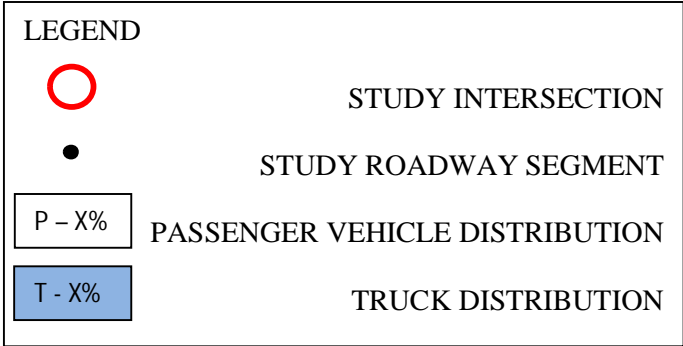 LEGEND
STUDY INTERSECTION
STUDY ROADWAY SEGMENT
P – X% PASSENGER VEHICLE DISTRIBUTION
T - X% TRUCK DISTRIBUTION